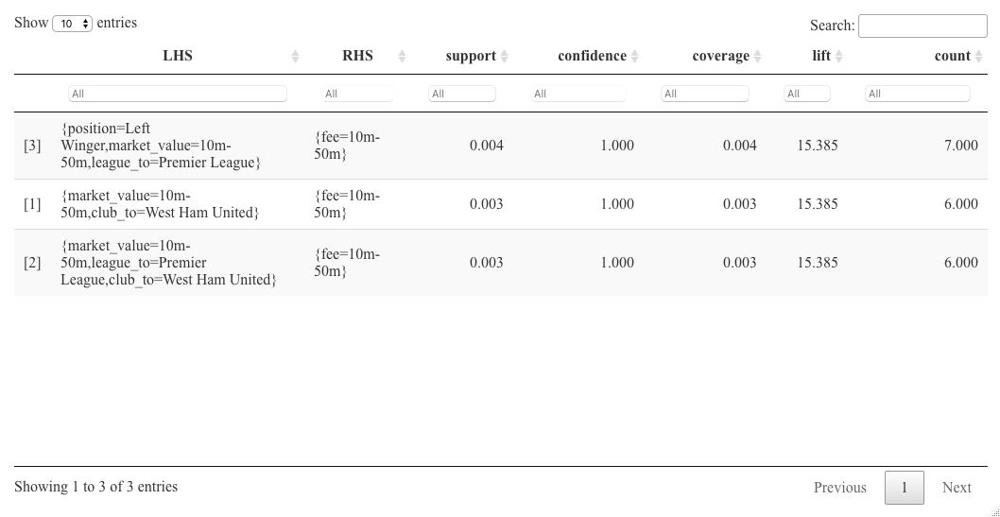 Show 10 entries
Search:
LHS RHS support confidence coverage lift count
All All All All All All All
[3] {position=Left Winger,market_value=10m-50m,league_to=Premier League} {fee=10m-50m} 0.004 1.000 0.004 15.385 7.000
[1] {market_value=10m-50m,club_to=West Ham United} {fee=10m-50m} 0.003 1.000 0.003 15.385 6.000
[2] {market_value=10m-50m,league_to=Premier League,club_to=West Ham United} {fee=10m-50m} 0.003 1.000 0.003 15.385 6.000
Showing 1 to 3 of 3 entries
Previous 1 Next